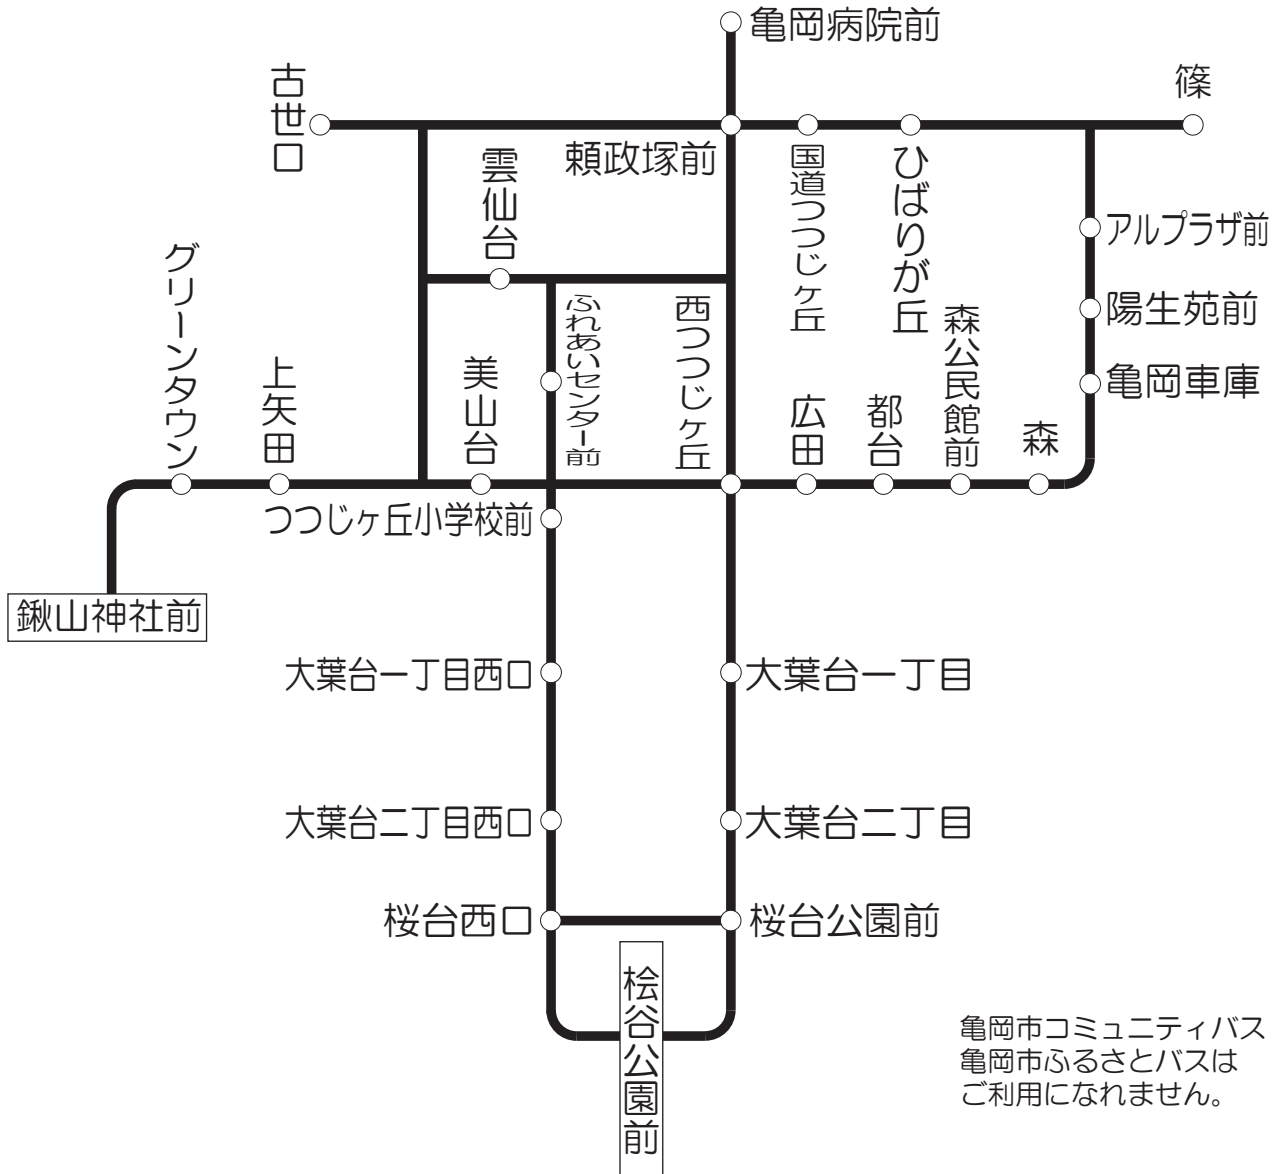 亀岡病院前
古世口
篠
頼政塚前
国道つつじヶ丘
ひばりが丘
雲仙台
アルプラザ前
陽生苑前
亀岡車庫
グリーンタウン
上矢田
美山台
ふれあいセンター前
西つつじヶ丘
広田
都台
森公民館前
森
つつじヶ丘小学校前
鍬山神社前
大葉台一丁目西口
大葉台一丁目
大葉台二丁目西口
大葉台二丁目
桜台西口
桜台公園前
桧谷公園前
亀岡市コミュニティバス
亀岡市ふるさとバスは
ご利用になれません。